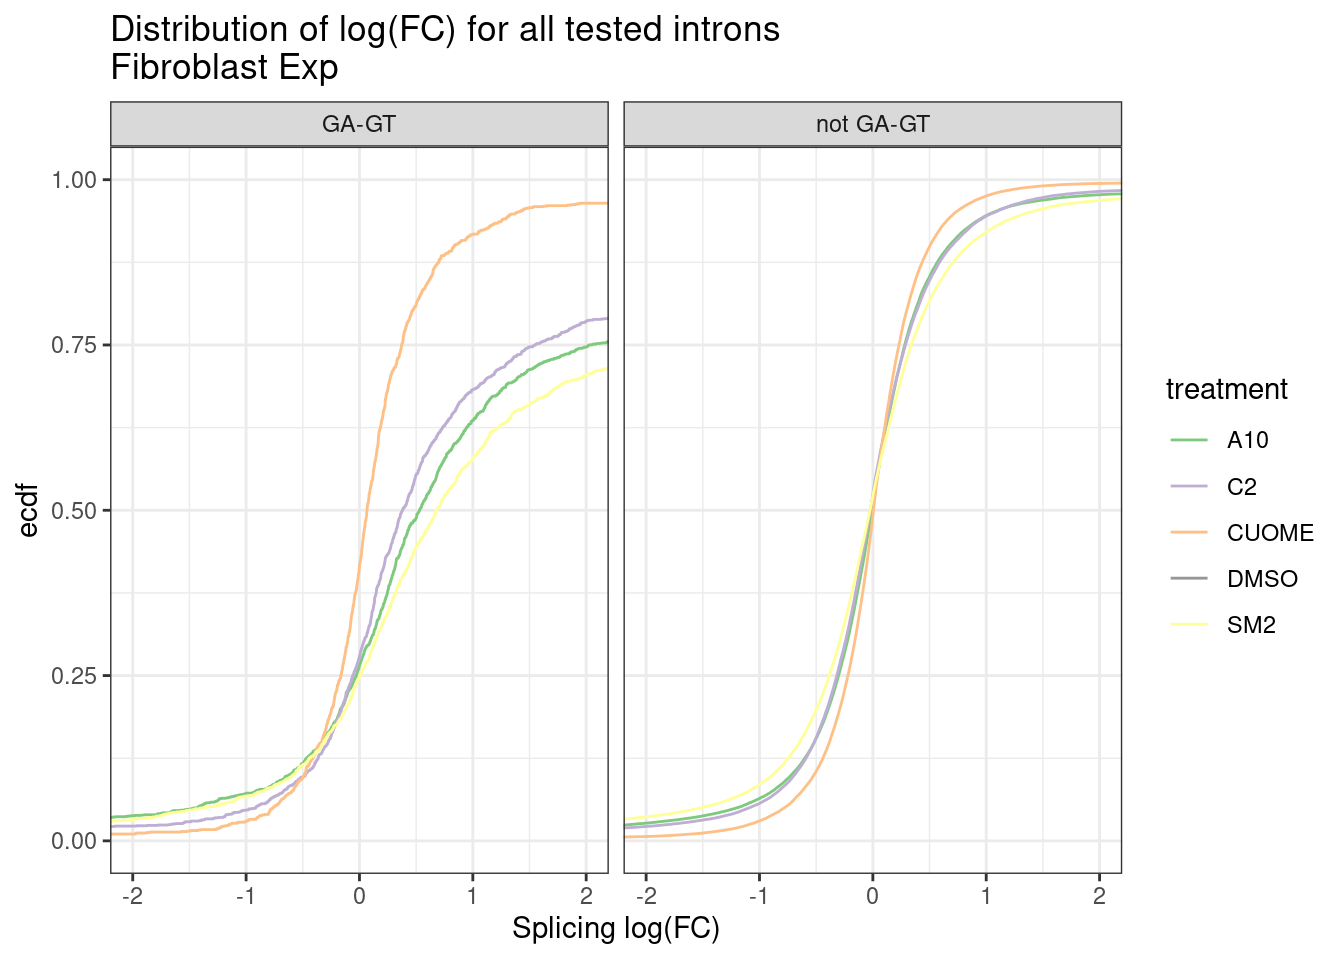 Distribution of log(FC) for all tested introns
Fibroblast Exp
GA-GT
not GA-GT
1.00
0.75
0.50
0.25
0.00
ecdf
-2 -1 0 1 2
-2 -1 0 1 2
Splicing log(FC)
treatment
A10
C2
CUOME
DMSO
SM2